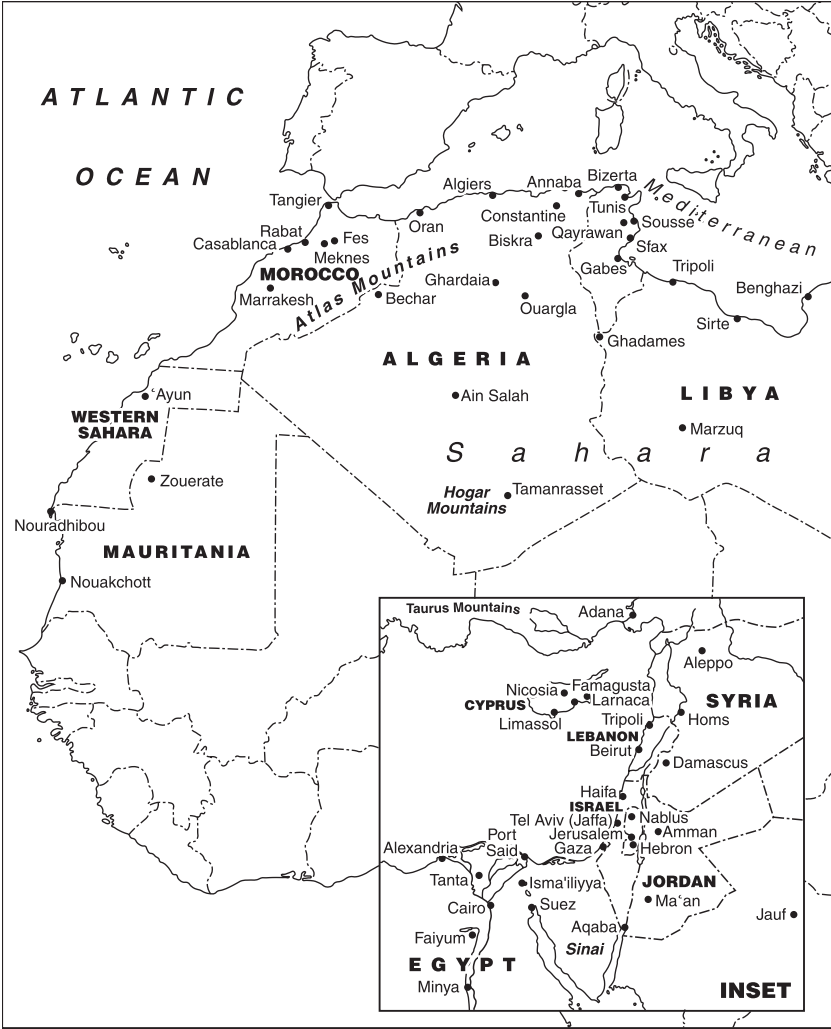 ATLANTIC
OCEAN
Mediterranean
Tangier
Algiers
Annaba
Bizerta
Tunis
Oran
Constantine
Sousse
Rabat
Fes
Biskra
Qayrawan
Casablanca
Meknes
Sfax
MOROCCO
Atlas Mountains
Gabes
Tripoli
Ghardaia
Benghazi
Marrakesh
Bechar
Ouargla
Sirte
Ghadames
ALGERIA
LIBYA
ʿAyun
Ain Salah
WESTERN
SAHARA
Marzuq
Sahara
Zouerate
Hogar
Mountains
Tamanrasset
Nouradhibou
MAURITANIA
Nouakchott
Taurus Mountains
Adana
Aleppo
Nicosia
Famagusta
CYPRUS
Larnaca
SYRIA
Limassol
Tripoli
Homs
LEBANON
Beirut
Damascus
Haifa
ISRAEL
Tel Aviv (Jaffa)
Nablus
Jerusalem
Amman
Alexandria
Port
Said
Gaza
Hebron
Tanta
Isma'iliyya
JORDAN
Cairo
Suez
Maʿan
Jauf
Faiyum
Aqaba
Sinai
EGYPT
Minya
INSET